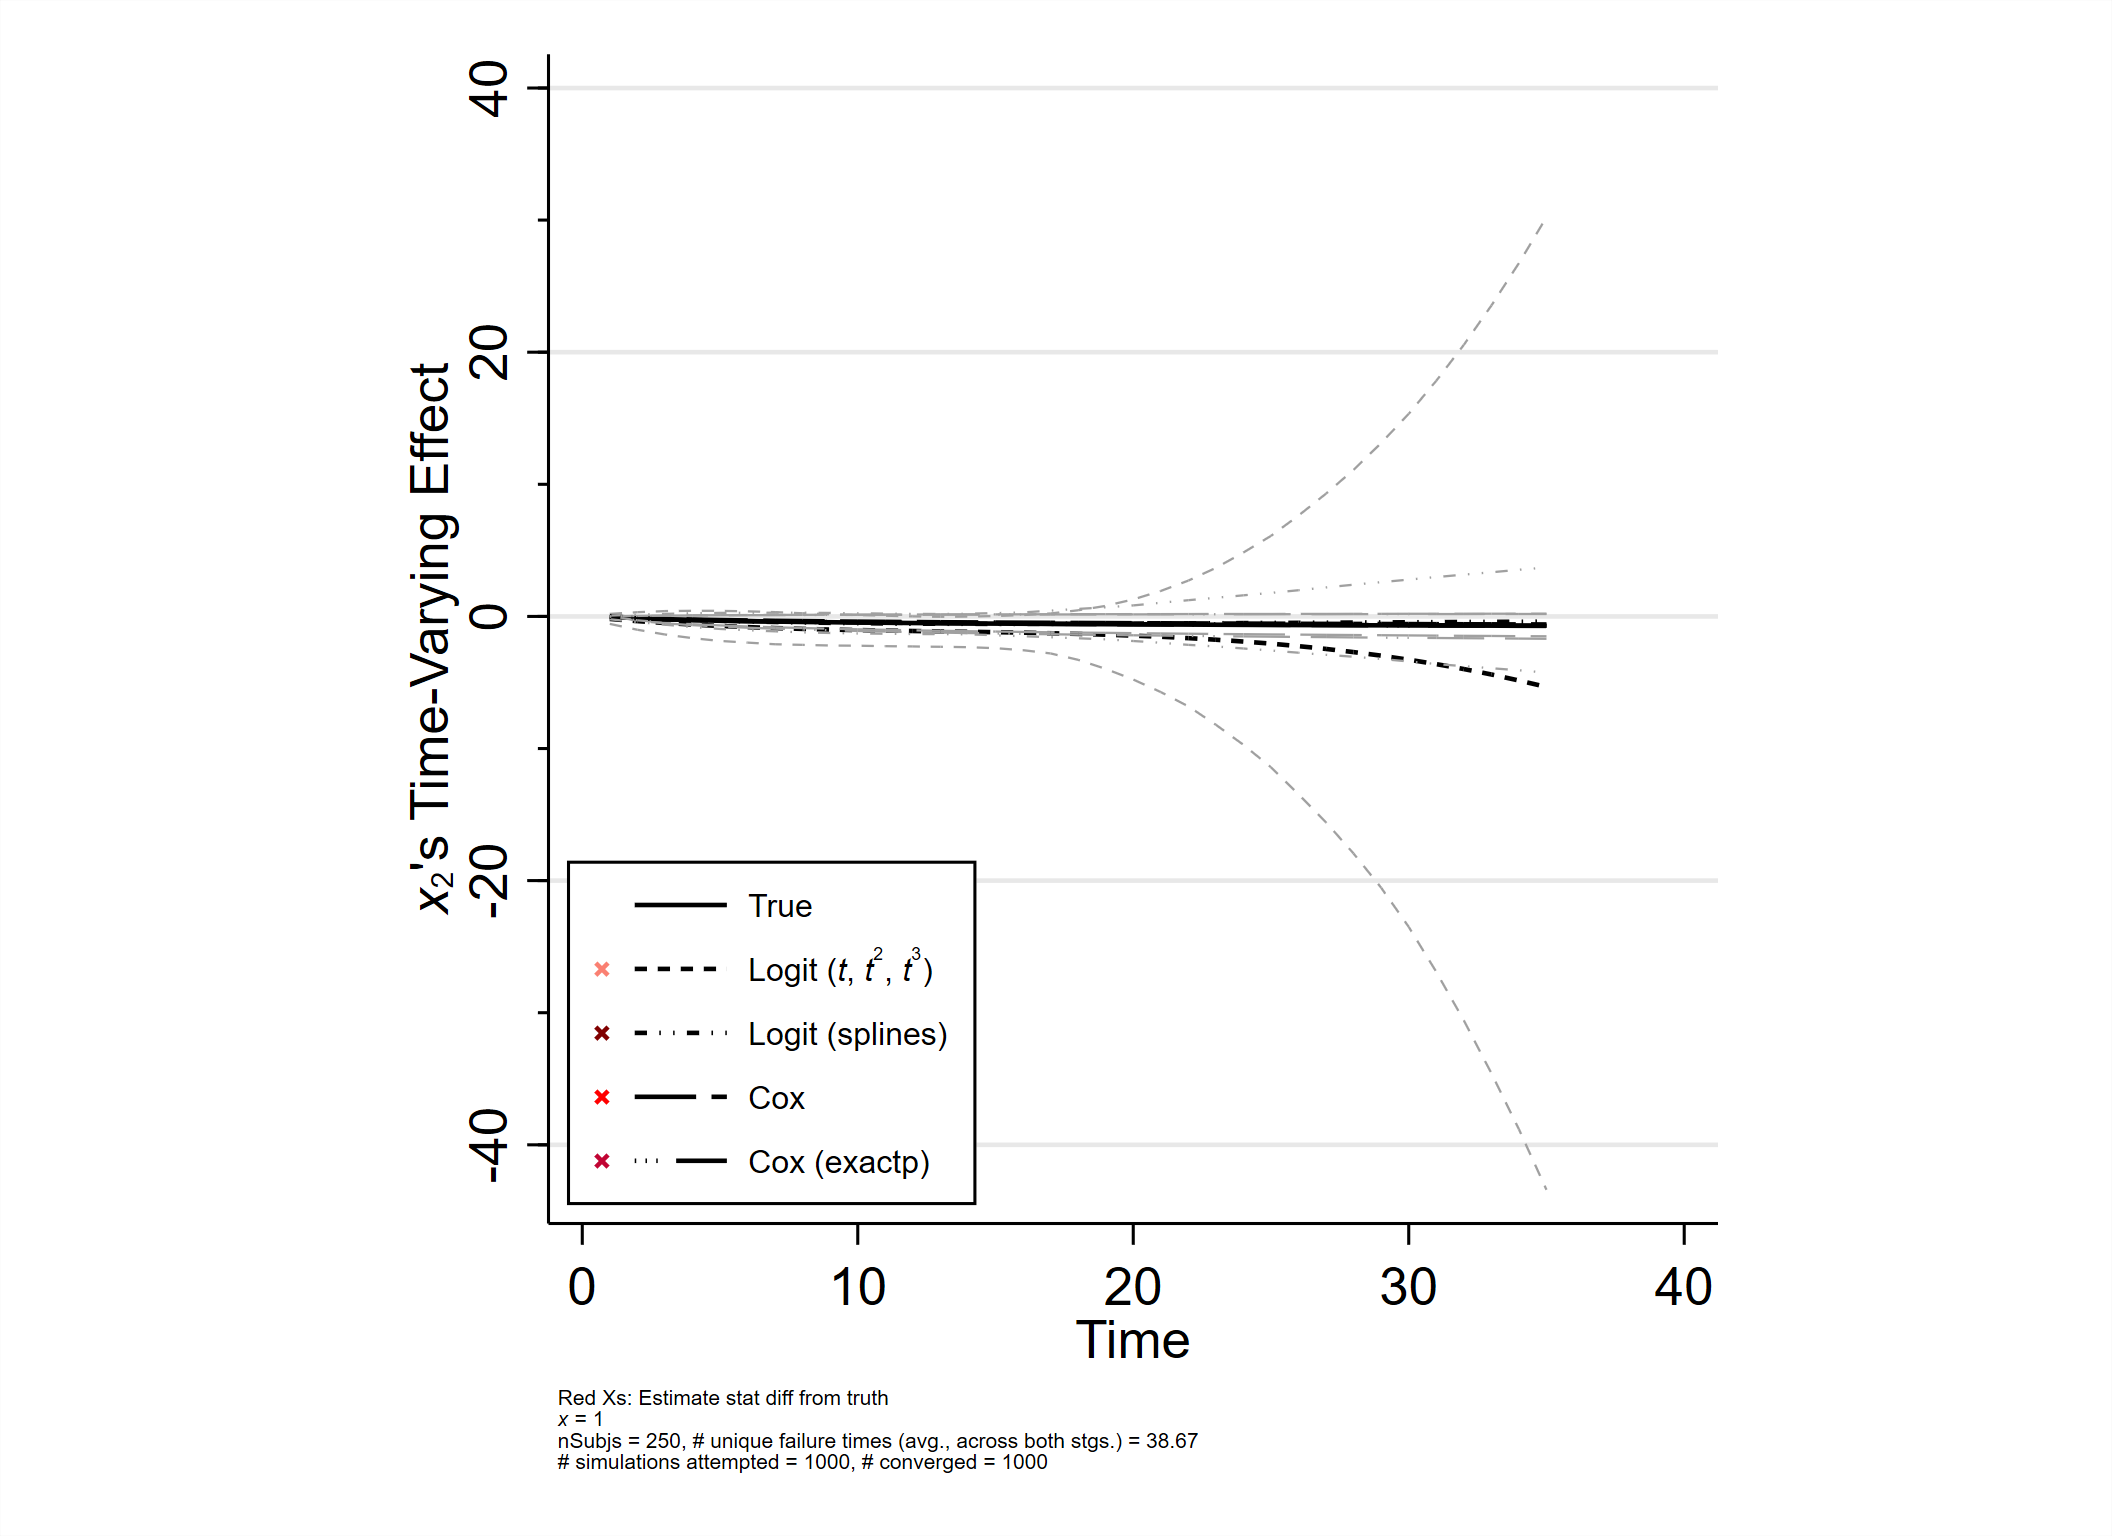 40
20
0
-20
-40
x₂'s Time-Varying Effect
True
Logit (t, t², t³)
Logit (splines)
Cox
Cox (exactp)
0 10 20 30 40
Time
Red Xs: Estimate stat diff from truth
x = 1
nSubjs = 250, # unique failure times (avg., across both stgs.) = 38.67
# simulations attempted = 1000, # converged = 1000